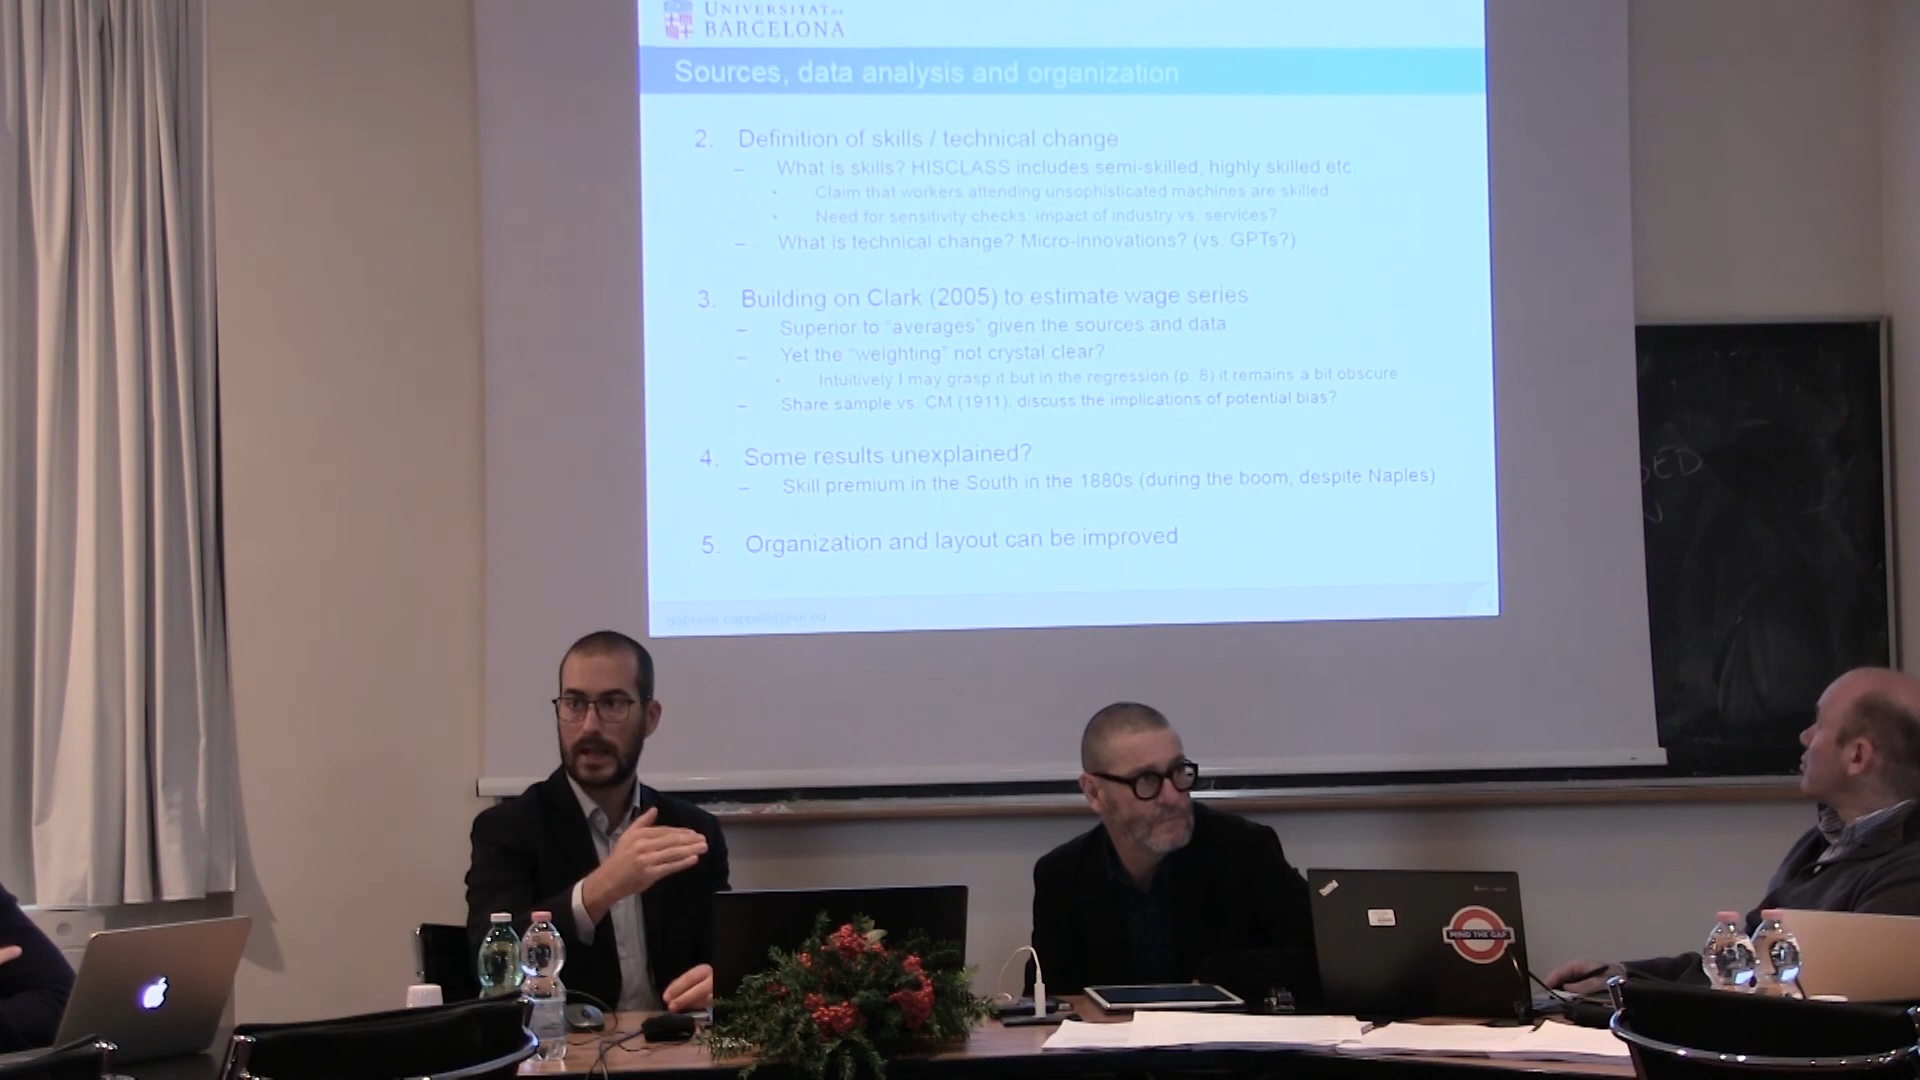 UNIVERSITAT DE
BARCELONA
Sources, data analysis and organization
2. Definition of skills / technical change
– What is skills? HISCLASS includes semi-skilled, highly skilled etc.
• Claim that workers attending unsophisticated machines are skilled
• Need for sensitivity checks: impact of industry vs. services?
– What is technical change? Micro-innovations? (vs. GPTs?)
3. Building on Clark (2005) to estimate wage series
– Superior to “averages” given the sources and data
– Yet the “weighting” not crystal clear?
• Intuitively I may grasp it but in the regression (p. 8) it remains a bit obscure
– Share sample vs. CM (1911): discuss the implications of potential bias?
4. Some results unexplained?
– Skill premium in the South in the 1880s (during the boom, despite Naples)
5. Organization and layout can be improved
4
MIND THE GAP